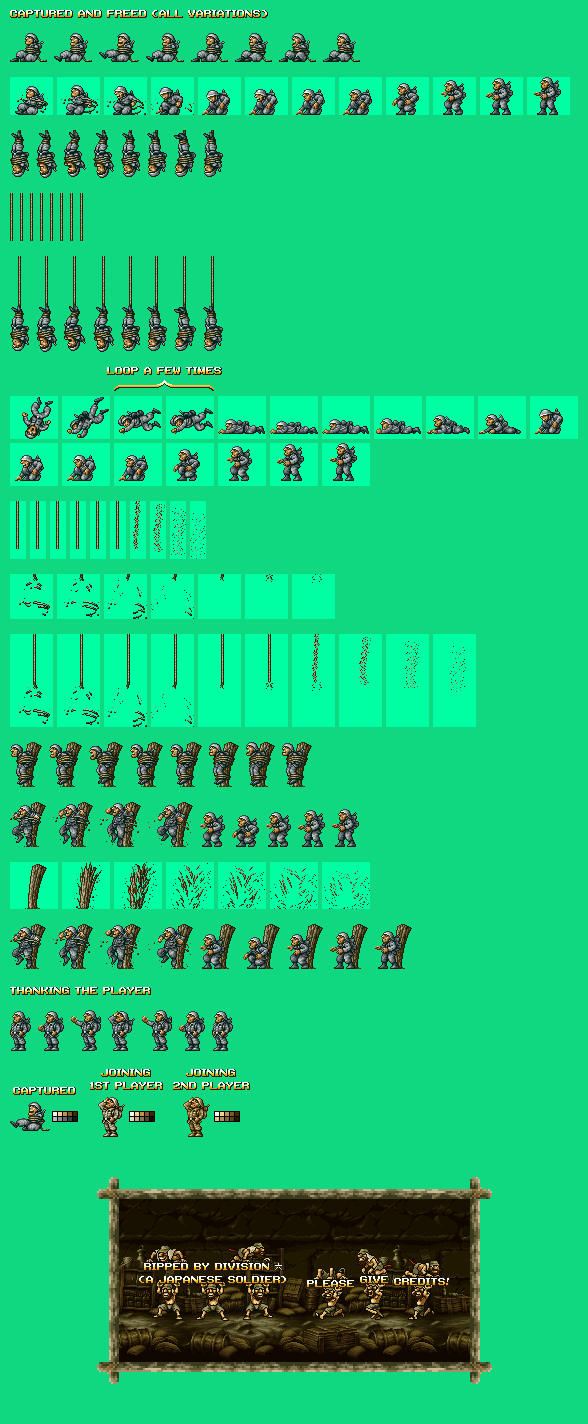 CAPTURED AND FREED (ALL VARIATIONS)
LOOP A FEW TIMES
THANKING THE PLAYER
CAPTURED
JOINING
1ST PLAYER
JOINING
2ND PLAYER
RIPPED BY DIVISION *
(A JAPANESE SOLDIER)
PLEASE GIVE CREDITS!